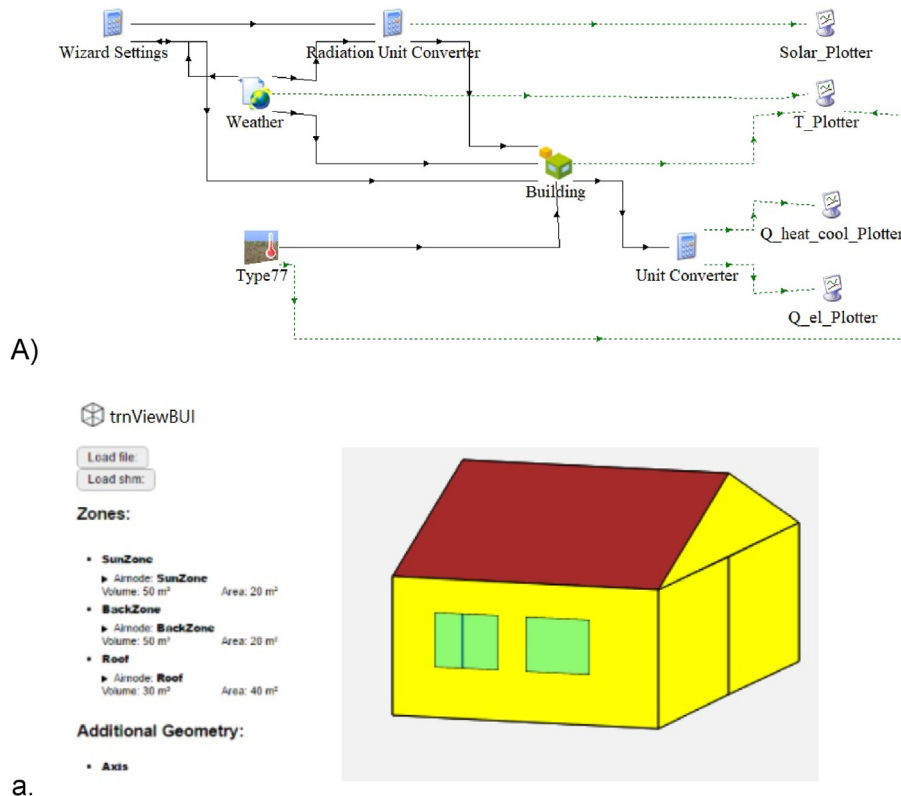 Wizard Settings
Radiation Unit Converter
Solar_Plotter
Weather
T_Plotter
Building
Q_heat_cool_Plotter
Type77
Unit Converter
Q_el_Plotter
A)
trnViewBUI
Load file:
Load shm:
Zones:
• SunZone
▶ Airnode: SunZone
Volume: 50 m³ Area: 20 m²
• BackZone
▶ Airnode: BackZone
Volume: 50 m³ Area: 20 m²
• Roof
▶ Airnode: Roof
Volume: 30 m³ Area: 40 m²
Additional Geometry:
• Axis
a.